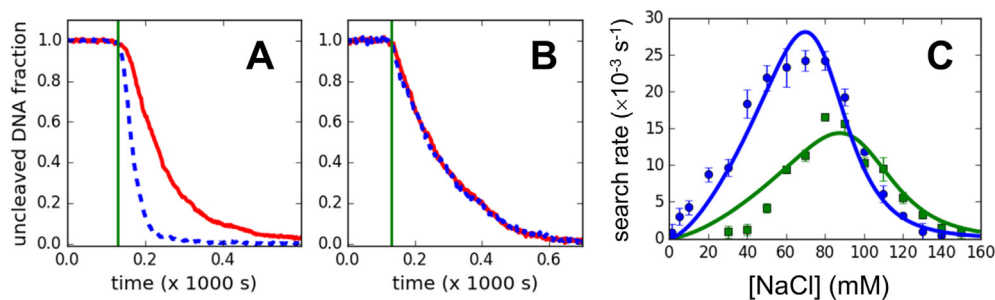 A
uncleaved DNA fraction
1.0
0.8
0.6
0.4
0.2
0.0
0.0 0.2 0.4
time (x 1000 s)
B
1.0
0.8
0.6
0.4
0.2
0.0
0.0 0.2 0.4
time (x 1000 s)
C
search rate (×10⁻³ s⁻¹)
30
25
20
15
10
5
0
0 20 40 60 80 100 120 140 160
[NaCl] (mM)